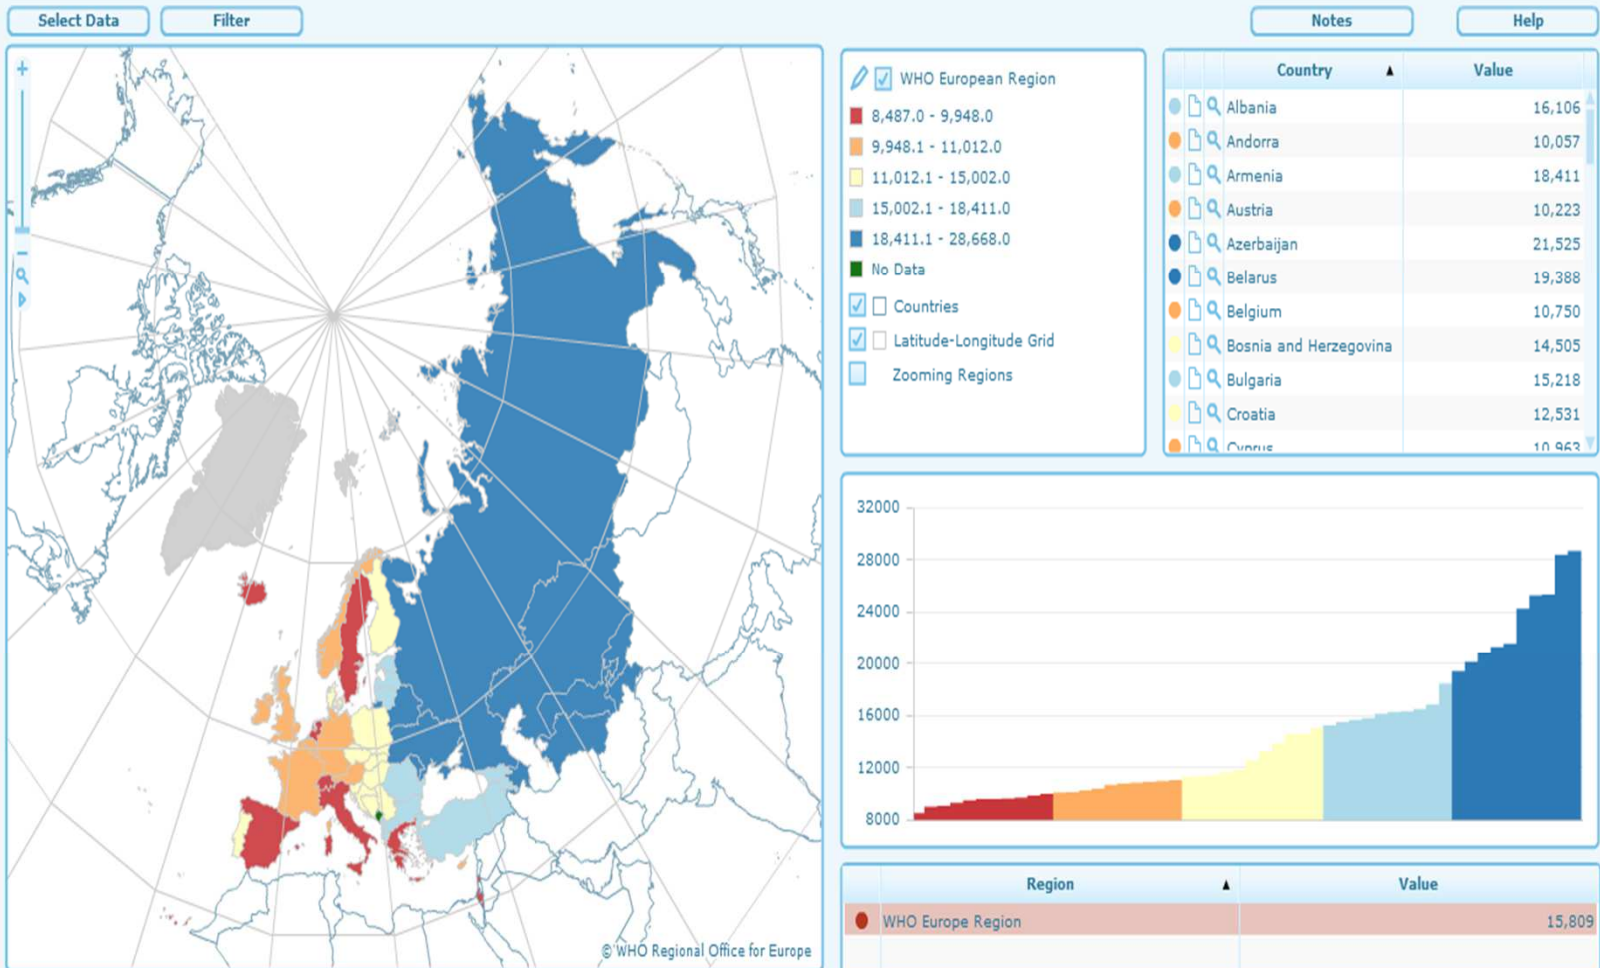 Select Data
Filter
Notes
Help
+
−
WHO European Region
8,487.0 - 9,948.0
9,948.1 - 11,012.0
11,012.1 - 15,002.0
15,002.1 - 18,411.0
18,411.1 - 28,668.0
No Data
Countries
Latitude-Longitude Grid
Zooming Regions
Country ▲ Value
Albania 16,106
Andorra 10,057
Armenia 18,411
Austria 10,223
Azerbaijan 21,525
Belarus 19,388
Belgium 10,750
Bosnia and Herzegovina 14,505
Bulgaria 15,218
Croatia 12,531
Cyprus 10,963
32000
28000
24000
20000
16000
12000
8000
Region ▲ Value
WHO Europe Region 15,809
© WHO Regional Office for Europe